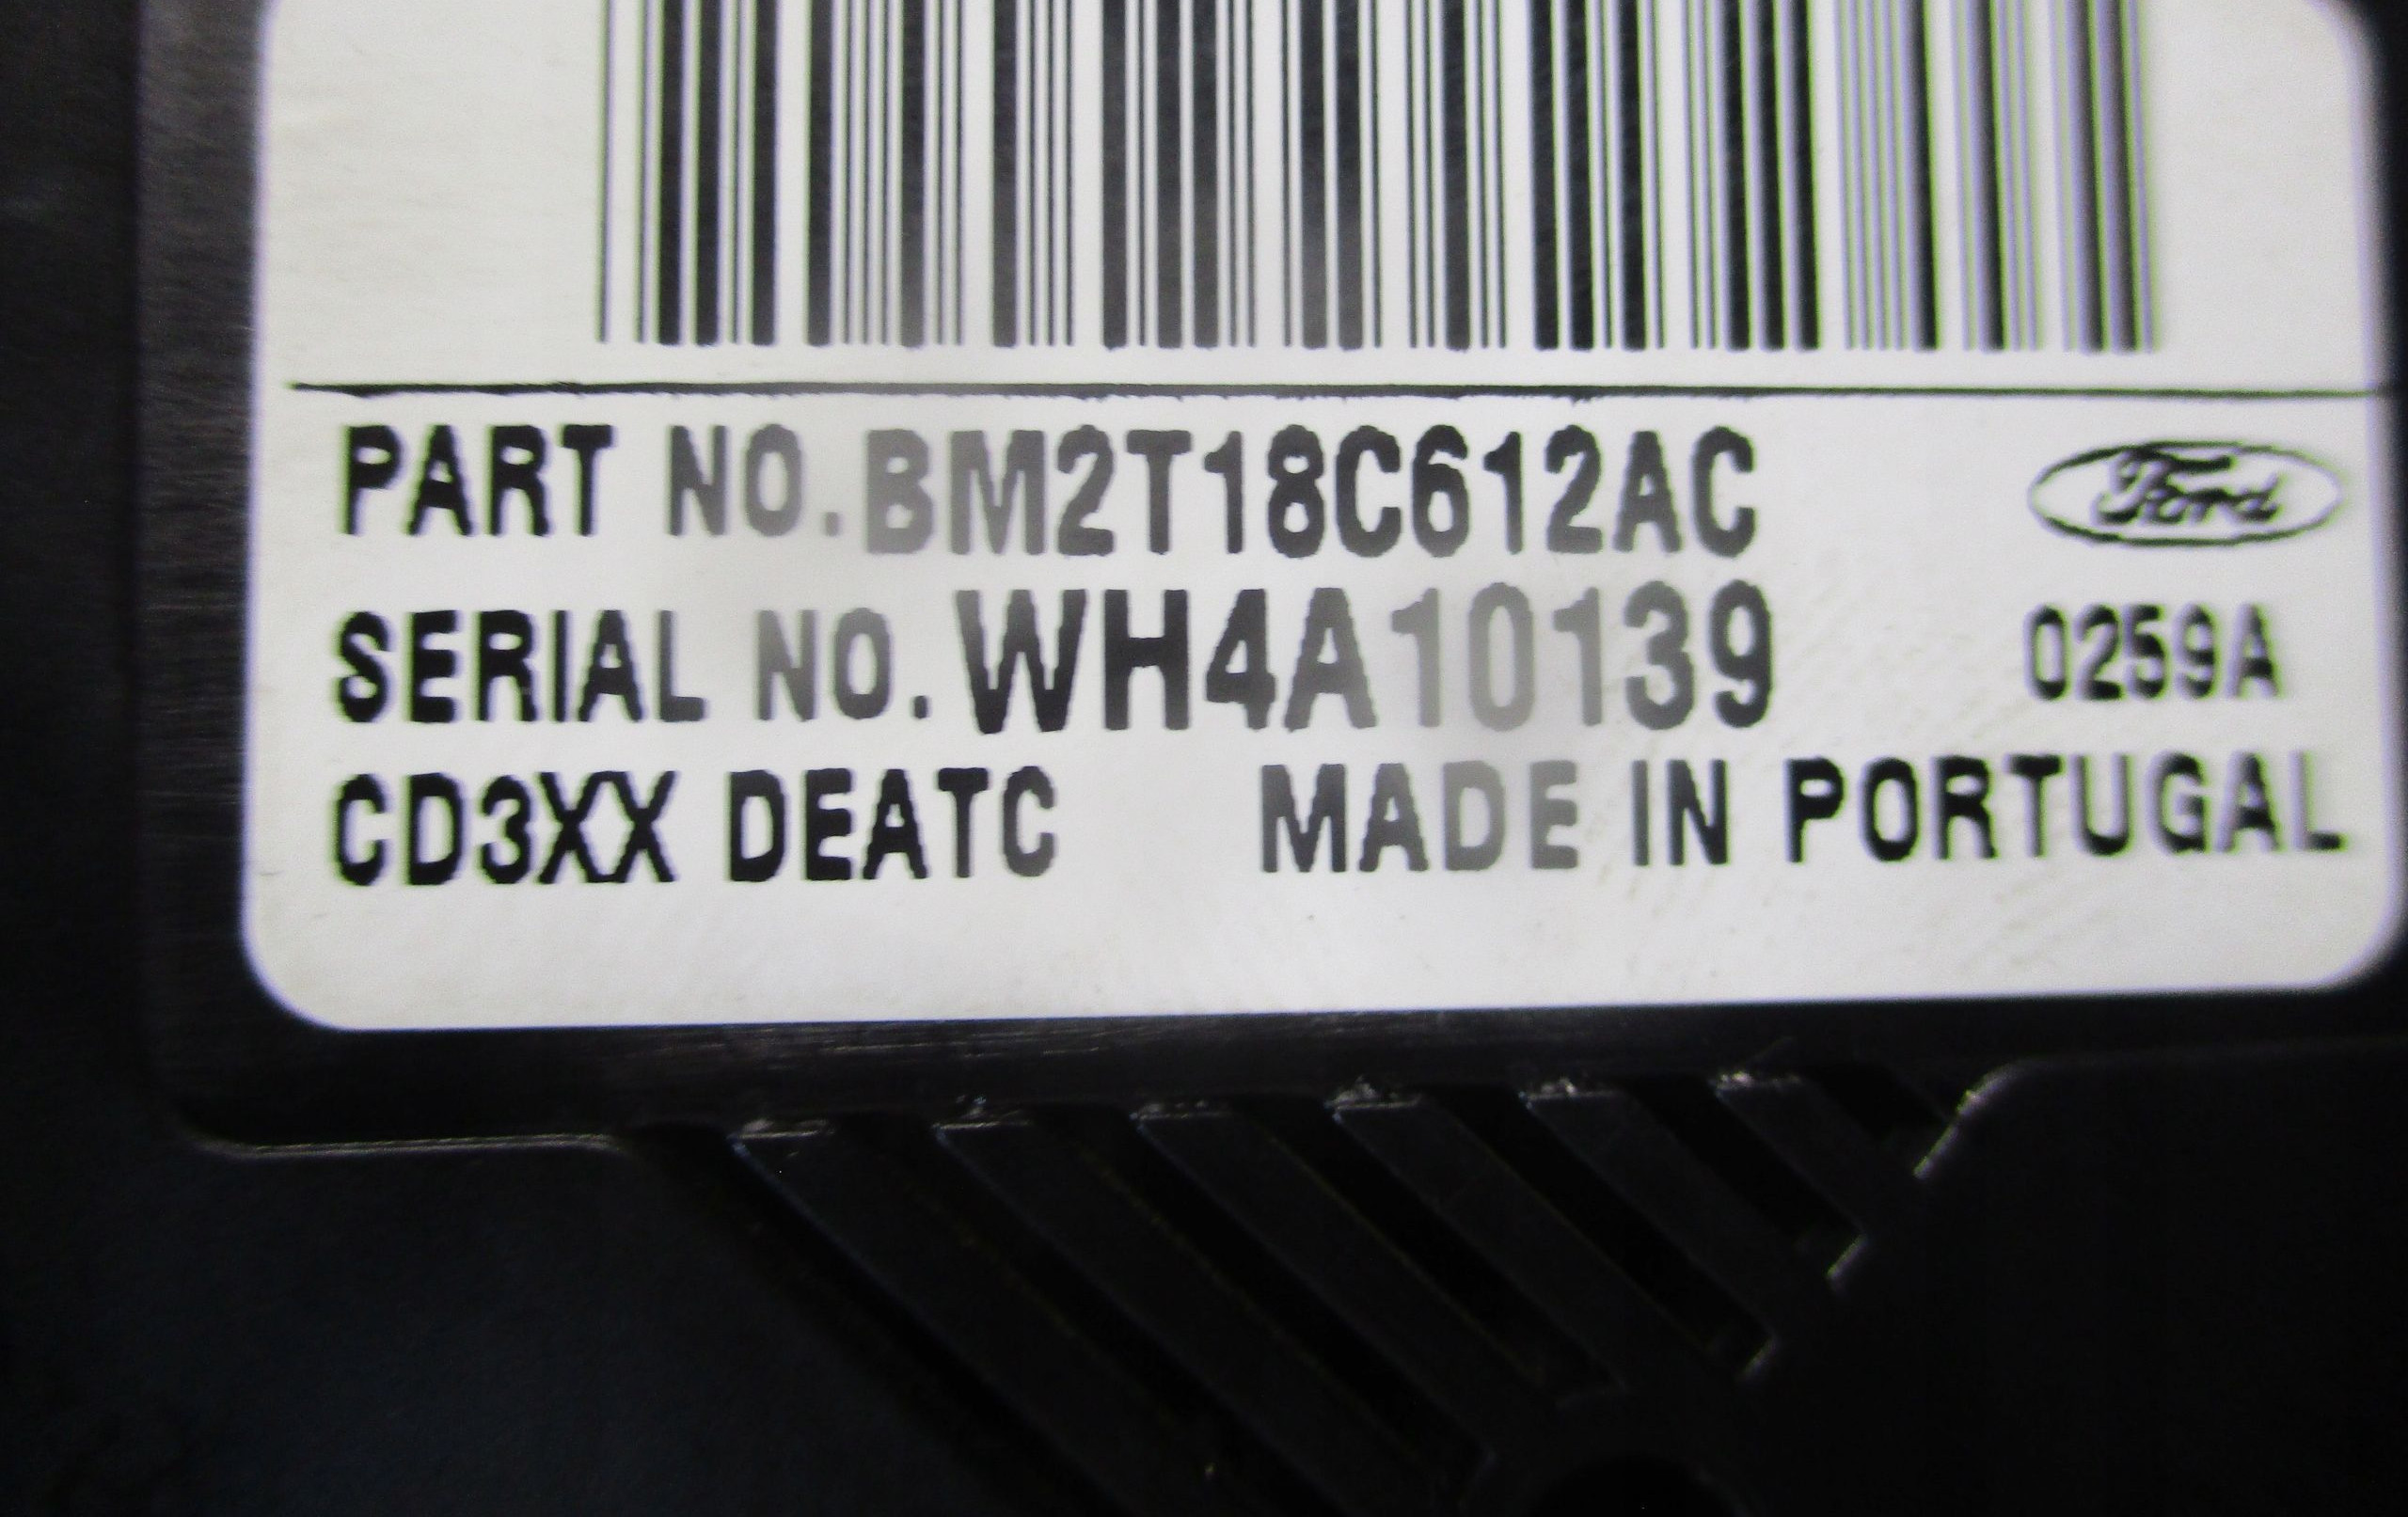 PART NO.BM2T18C612AC
Ford
SERIAL NO.WH4A10139 0259A
CD3XX DEATC MADE IN PORTUGAL